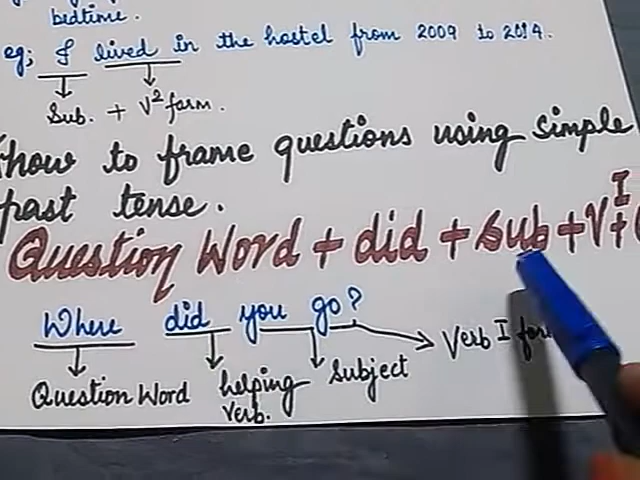 bedtime.
eg; I lived in the hostel from 2009 to 2014.
Sub. + V² form.
how to frame questions using simple
past tense.
Question Word + did + sub + V I +
Where did you go?
Question Word helping verb. subject Verb I